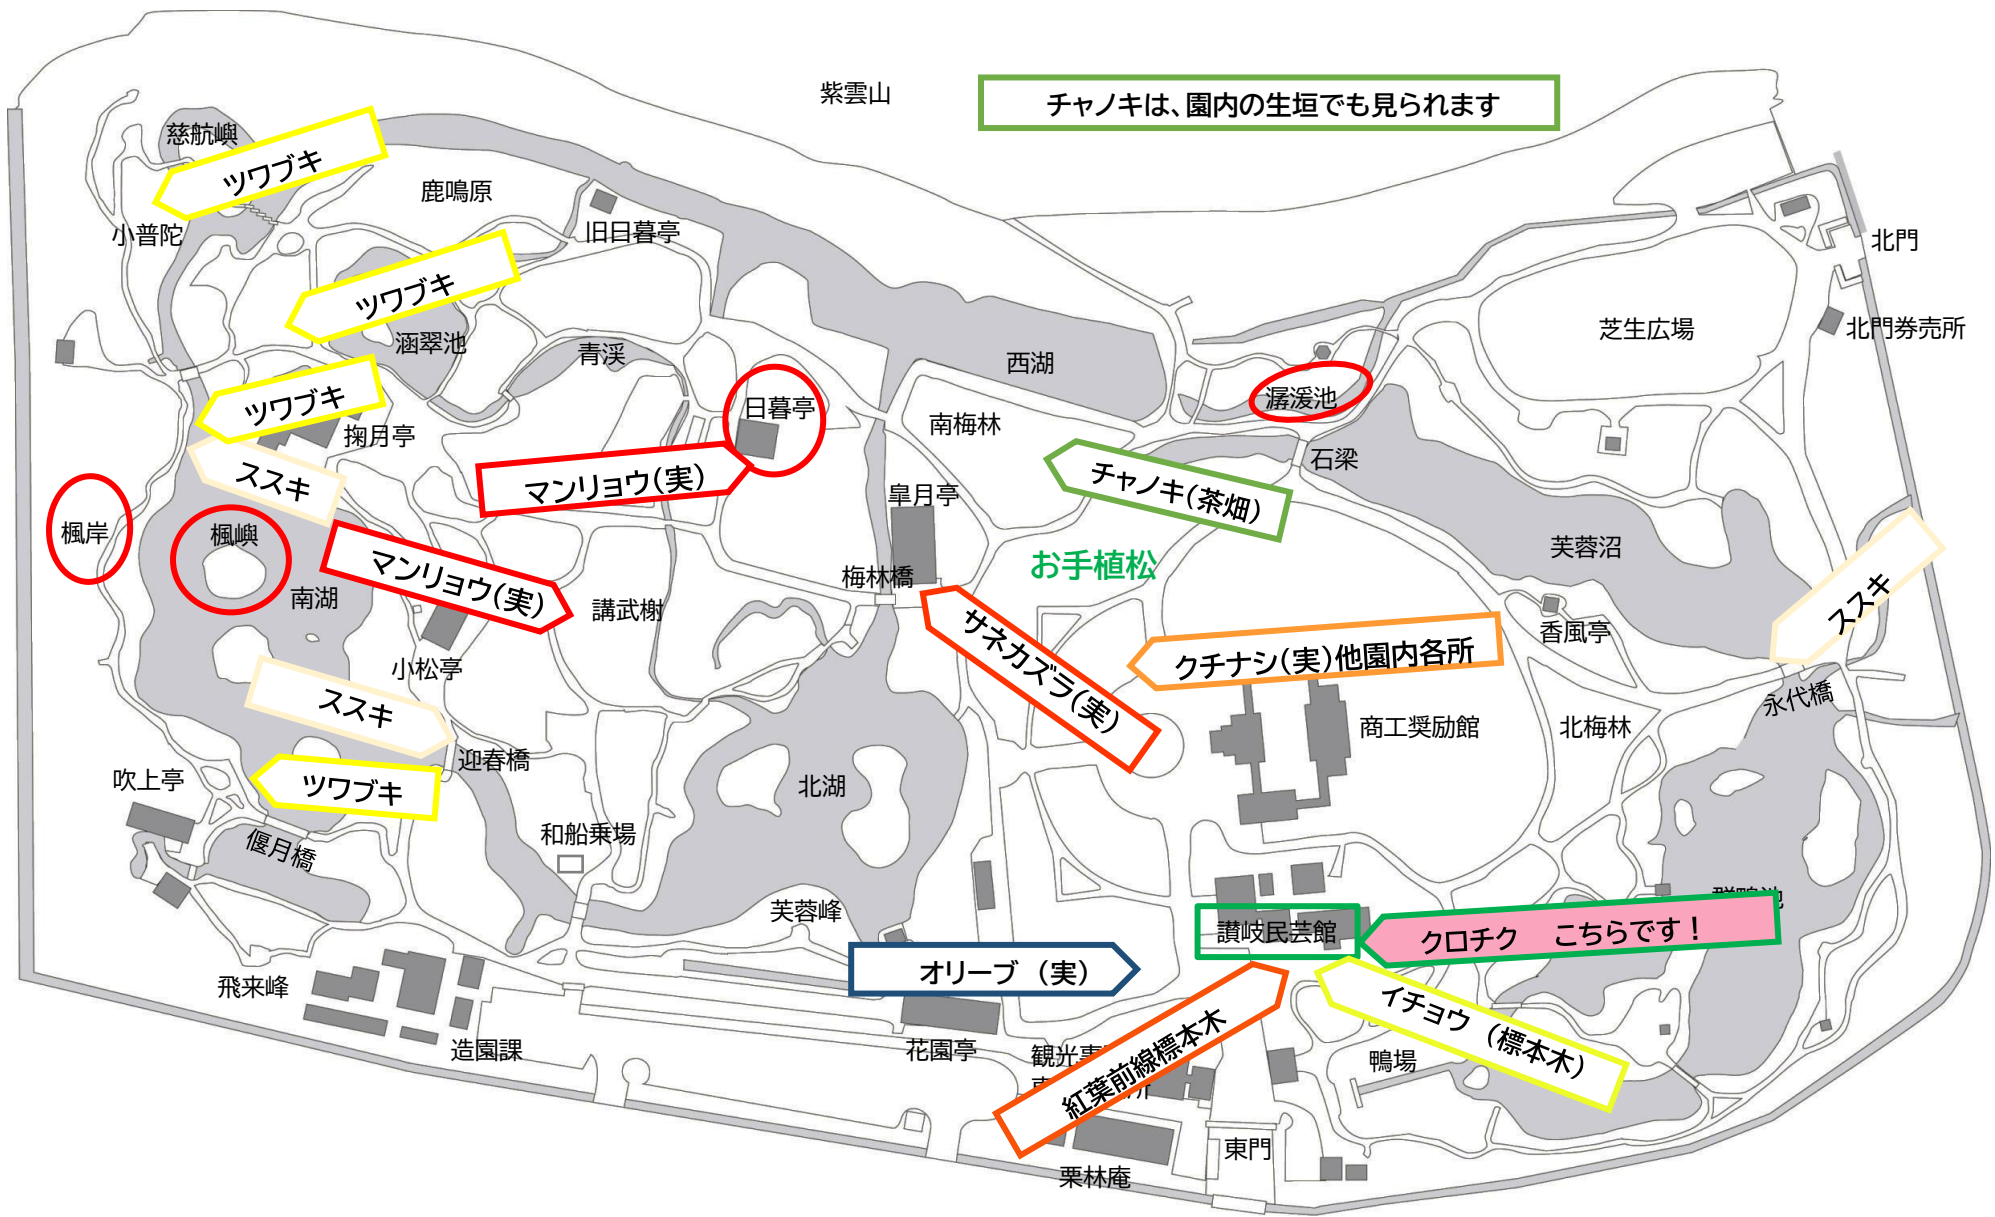 紫雲山
チャノキは、園内の生垣でも見られます
慈航嶼
ツワブキ
鹿鳴原
小普陀
旧日暮亭
北門
ツワブキ
涵翠池
青渓
西湖
芝生広場
北門券売所
ツワブキ
掬月亭
日暮亭
南梅林
潺湲池
石梁
ススキ
マンリョウ（実）
皐月亭
チャノキ（茶畑）
楓岸
楓嶼
南湖
マンリョウ（実）
講武榭
梅林橋
お手植松
芙蓉沼
ススキ
香風亭
小松亭
サネカズラ（実）
クチナシ（実）他園内各所
ススキ
迎春橋
商工奨励館
北梅林
永代橋
吹上亭
ツワブキ
北湖
偃月橋
和船乗場
芙蓉峰
讃岐民芸館
クロチク　こちらです！
オリーブ （実）
飛来峰
イチョウ （標本木）
造園課
花園亭
紅葉前線標本木
鴨場
東門
栗林庵